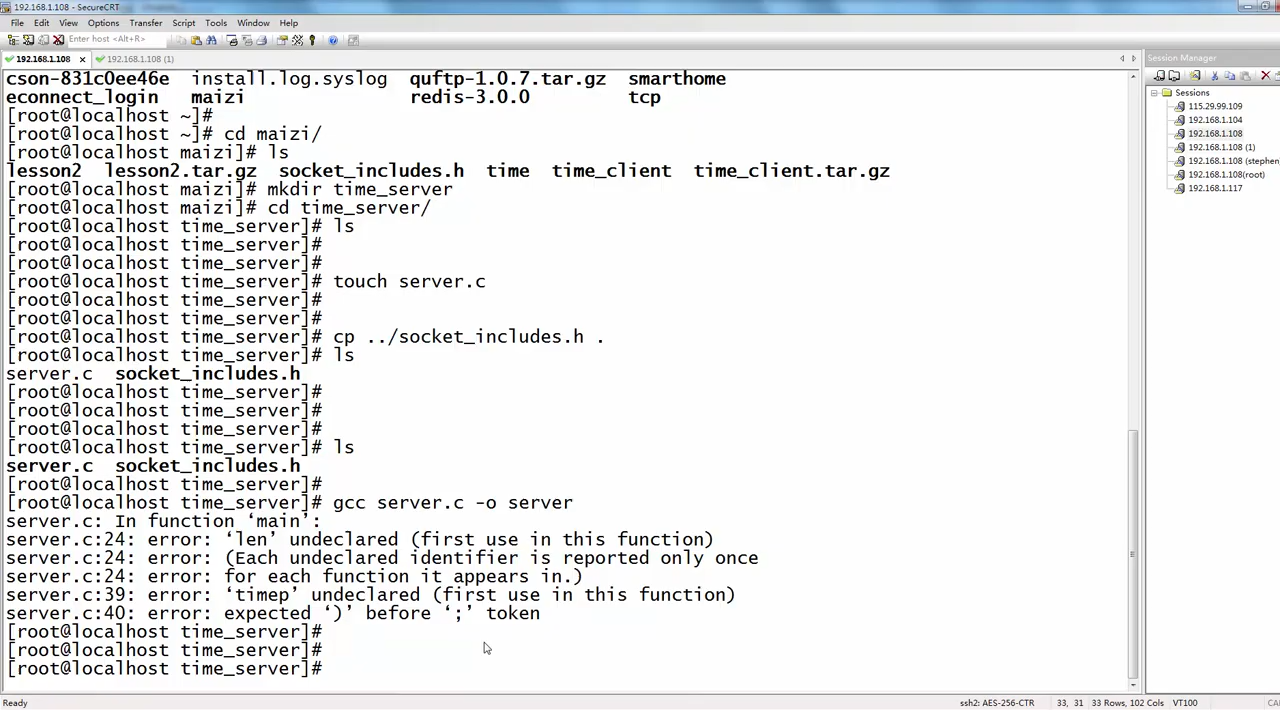 192.168.1.108 - SecureCRT
File Edit View Options Transfer Script Tools Window Help
Enter host <Alt+R>
192.168.1.108 × 192.168.1.108 (1)
Session Manager
cson-831c0ee46e install.log.syslog quftp-1.0.7.tar.gz smarthome
econnect_login maizi redis-3.0.0 tcp
[root@localhost ~]#
[root@localhost ~]# cd maizi/
[root@localhost maizi]# ls
lesson2 lesson2.tar.gz socket_includes.h time time_client time_client.tar.gz
[root@localhost maizi]# mkdir time_server
[root@localhost maizi]# cd time_server/
[root@localhost time_server]# ls
[root@localhost time_server]#
[root@localhost time_server]#
[root@localhost time_server]# touch server.c
[root@localhost time_server]#
[root@localhost time_server]#
[root@localhost time_server]# cp ../socket_includes.h .
[root@localhost time_server]# ls
server.c socket_includes.h
[root@localhost time_server]#
[root@localhost time_server]#
[root@localhost time_server]#
[root@localhost time_server]# ls
server.c socket_includes.h
[root@localhost time_server]#
[root@localhost time_server]# gcc server.c -o server
server.c: In function ‘main’:
server.c:24: error: ‘len’ undeclared (first use in this function)
server.c:24: error: (Each undeclared identifier is reported only once
server.c:24: error: for each function it appears in.)
server.c:39: error: ‘timep’ undeclared (first use in this function)
server.c:40: error: expected ‘)’ before ‘;’ token
[root@localhost time_server]#
[root@localhost time_server]#
[root@localhost time_server]#
Sessions
115.29.99.109
192.168.1.104
192.168.1.108
192.168.1.108 (1)
192.168.1.108 (stephen
192.168.1.108(root)
192.168.1.117
Ready
ssh2: AES-256-CTR 33, 31 33 Rows, 102 Cols VT100 CA